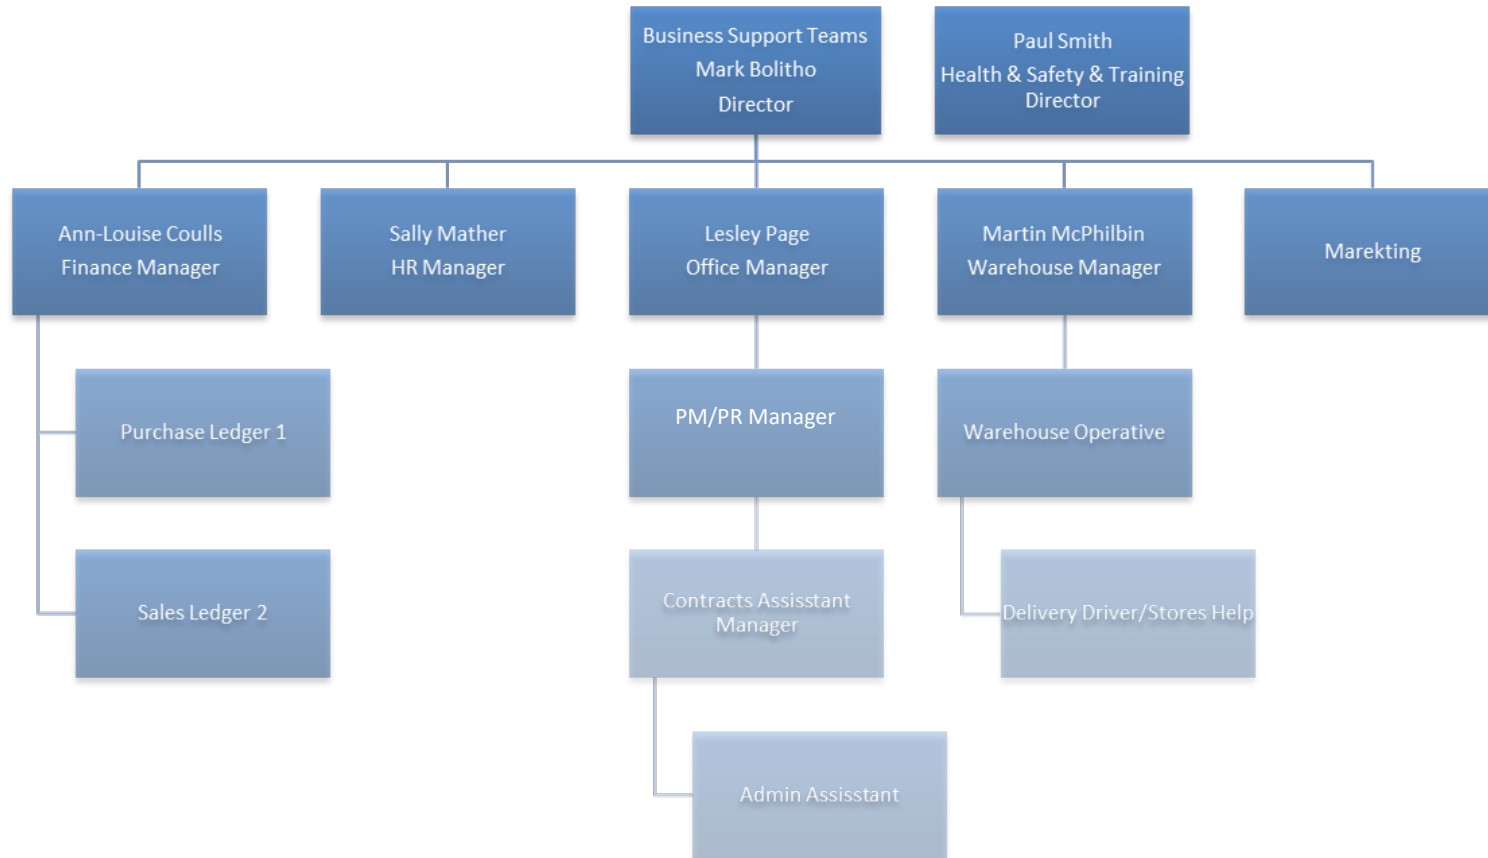 Business Support Teams
Mark Bolitho
Director
Paul Smith
Health & Safety & Training
Director
Ann-Louise Coulls
Finance Manager
Sally Mather
HR Manager
Lesley Page
Office Manager
Martin McPhilbin
Warehouse Manager
Marekting
Purchase Ledger 1
PM/PR Manager
Warehouse Operative
Sales Ledger 2
Contracts Assisstant
Manager
Delivery Driver/Stores Help
Admin Assisstant